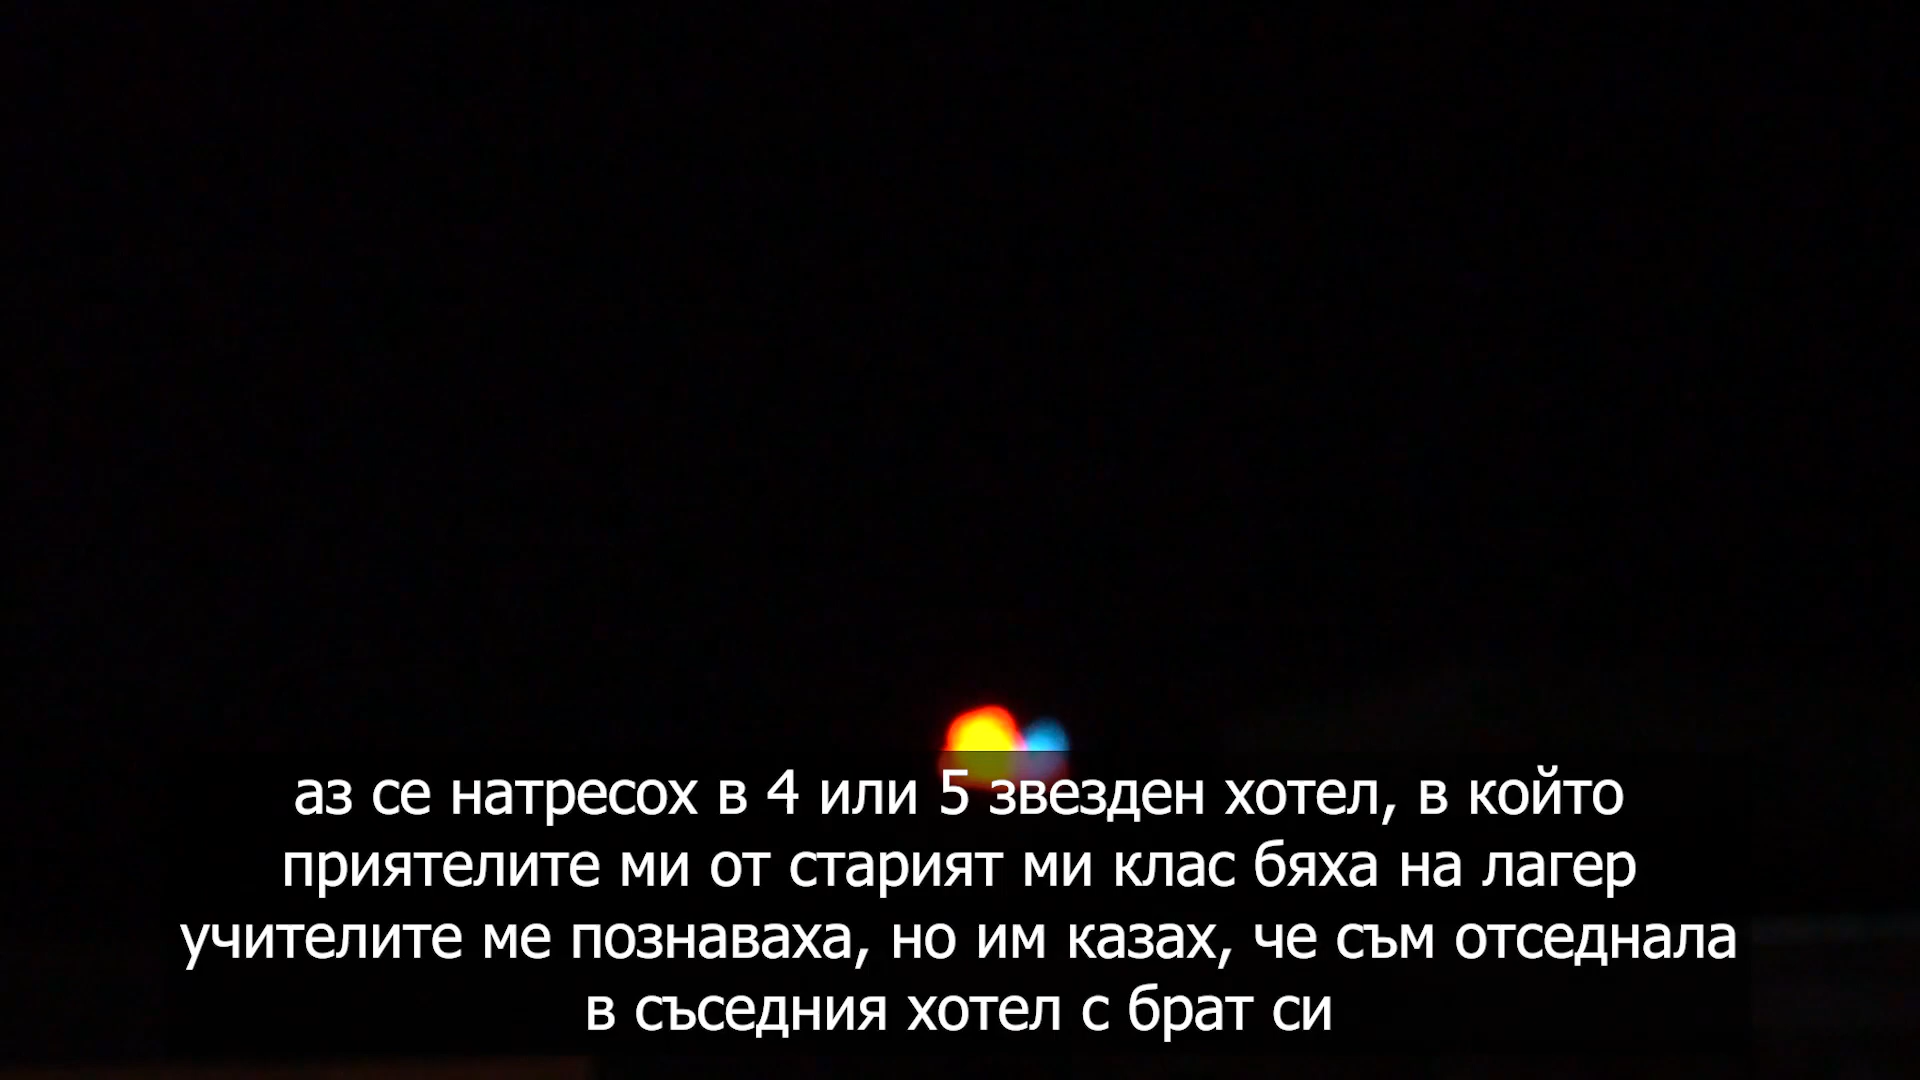 аз се натресох в 4 или 5 звезден хотел, в който
приятелите ми от старият ми клас бяха на лагер
учителите ме познаваха, но им казах, че съм отседнала
в съседния хотел с брат си